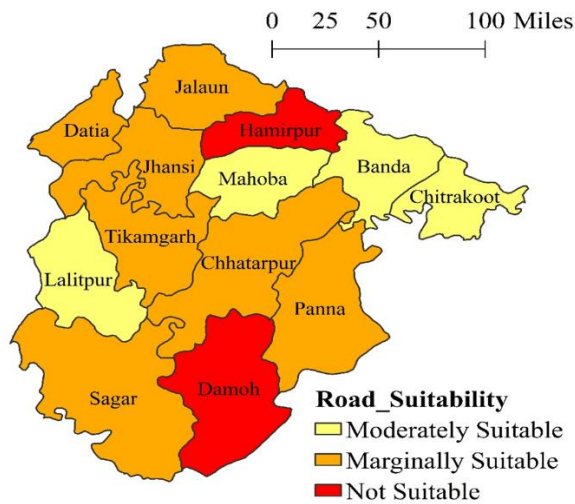 0 25 50 100 Miles
Jalaun
Datia
Hamirpur
Jhansi
Mahoba
Banda
Chitrakoot
Tikamgarh
Chhatarpur
Lalitpur
Panna
Sagar
Damoh
Road_Suitability
Moderately Suitable
Marginally Suitable
Not Suitable